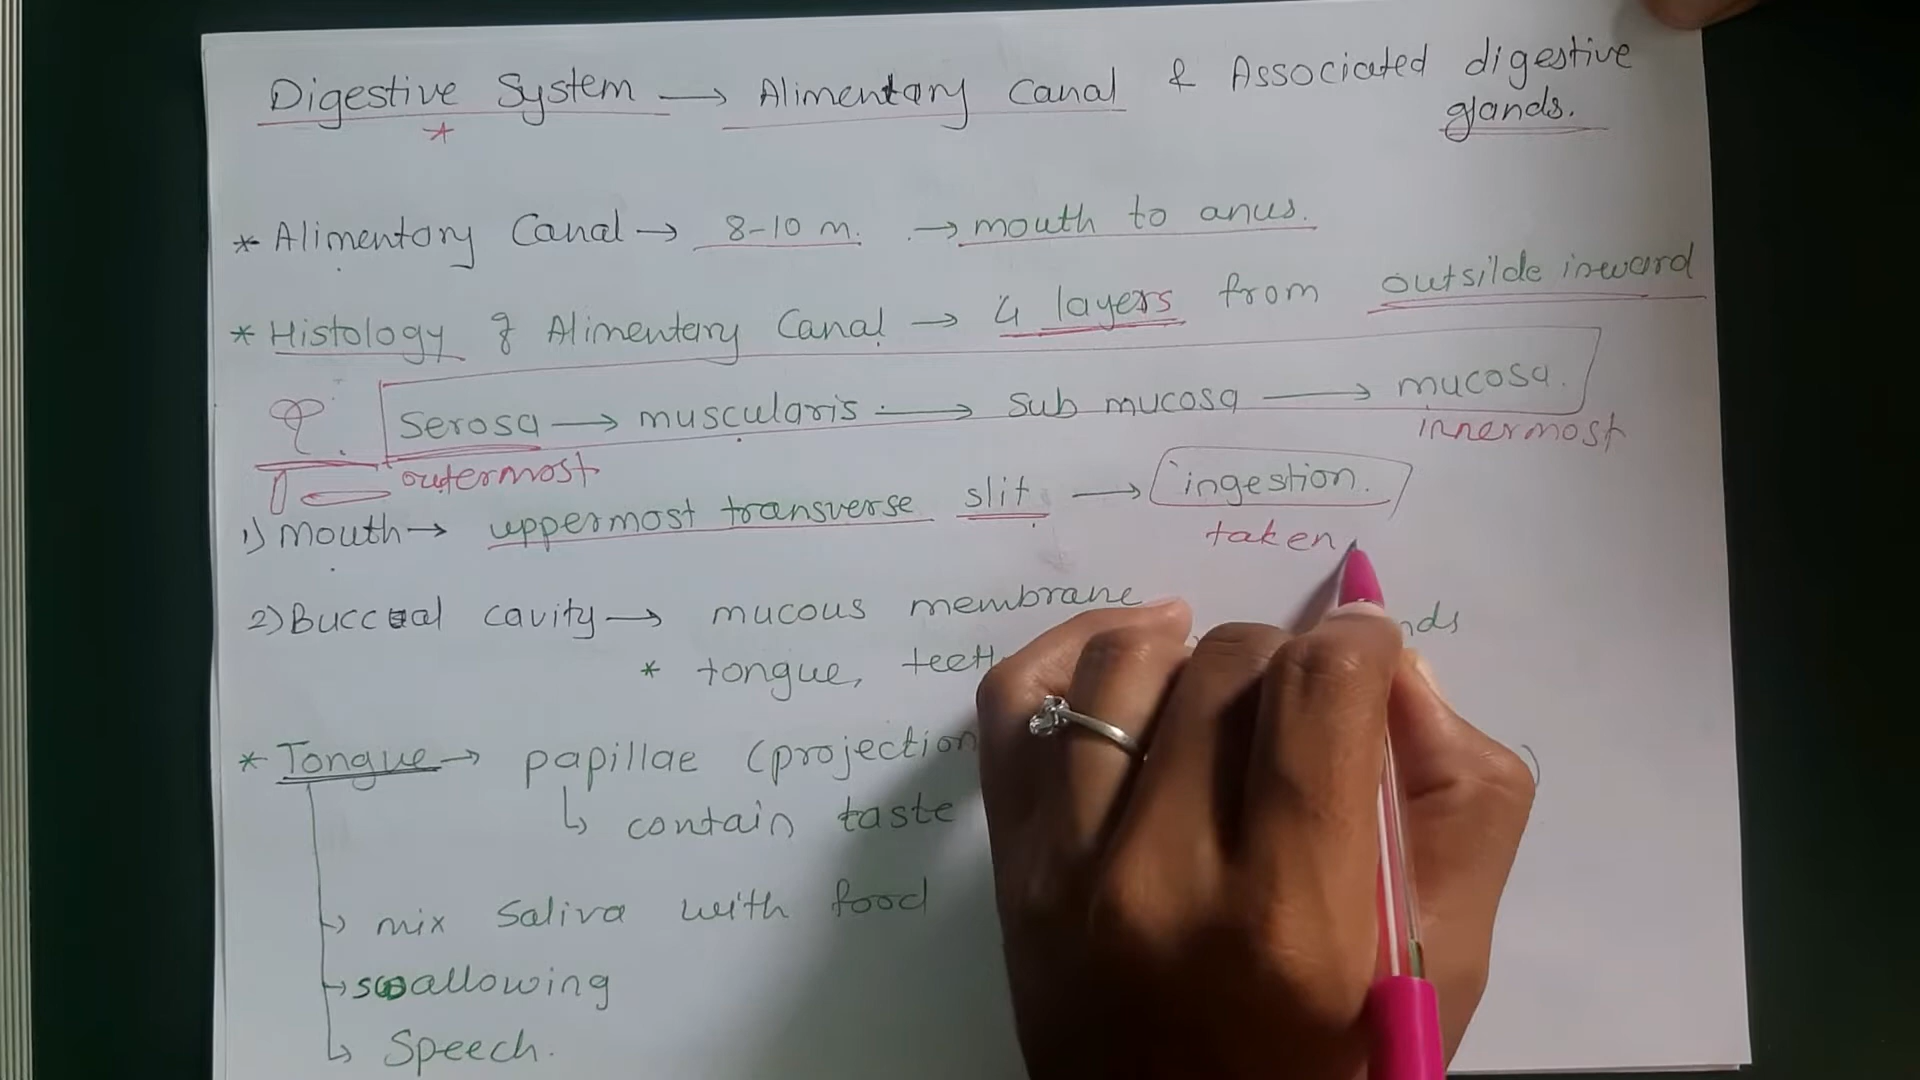 Digestive System → Alimentary Canal & Associated digestive
glands.
* Alimentary Canal → 8-10 m. → mouth to anus.
* Histology of Alimentary Canal → 4 layers from outsilde inward
Serosa → muscularis → Sub mucosa → mucosa.
outermost innermost
1) Mouth → uppermost transverse slit → ingestion.
taken
2) Buccal cavity → mucous membrane
* tongue,
* Tongue → papillae (projection
↳ contain taste
→ mix Saliva with food
→ swallowing
↳ Speech.